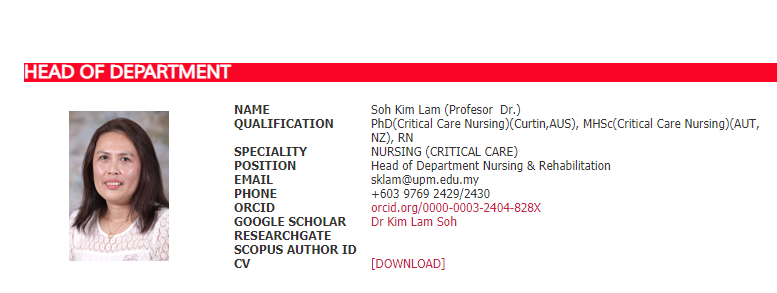 HEAD OF DEPARTMENT
NAME Soh Kim Lam (Profesor Dr.)
QUALIFICATION PhD(Critical Care Nursing)(Curtin,AUS), MHSc(Critical Care Nursing)(AUT,
NZ), RN
SPECIALITY NURSING (CRITICAL CARE)
POSITION Head of Department Nursing & Rehabilitation
EMAIL sklam@upm.edu.my
PHONE +603 9769 2429/2430
ORCID orcid.org/0000-0003-2404-828X
GOOGLE SCHOLAR Dr Kim Lam Soh
RESEARCHGATE
SCOPUS AUTHOR ID
CV [DOWNLOAD]